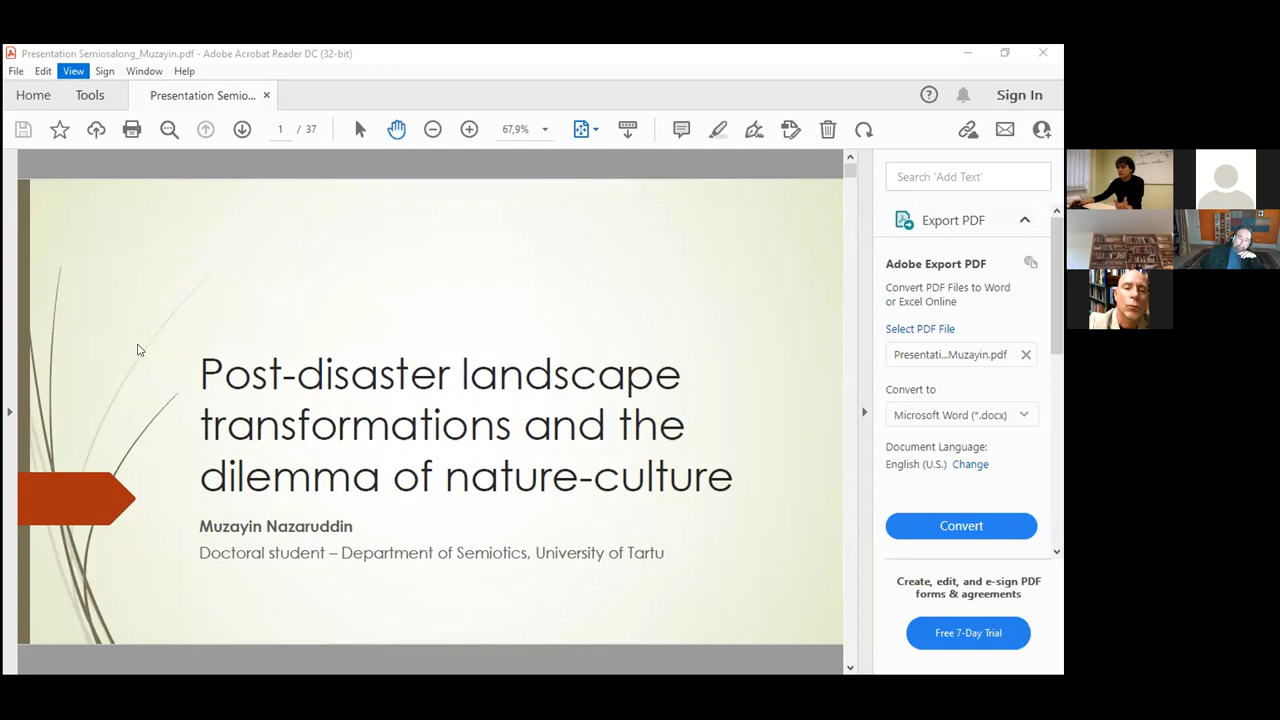 Presentation Semiosalong_Muzayin.pdf - Adobe Acrobat Reader DC (32-bit)
File Edit View Sign Window Help
Home Tools Presentation Semio... × Sign In
1 / 37 67,9%
Search 'Add Text'
Export PDF
Adobe Export PDF
Convert PDF Files to Word
or Excel Online
Select PDF File
Presentati...Muzayin.pdf
Convert to
Microsoft Word (*.docx)
Document Language:
English (U.S.) Change
Convert
Create, edit, and e-sign PDF
forms & agreements
Free 7-Day Trial
Post-disaster landscape
transformations and the
dilemma of nature-culture
Muzayin Nazaruddin
Doctoral student – Department of Semiotics, University of Tartu